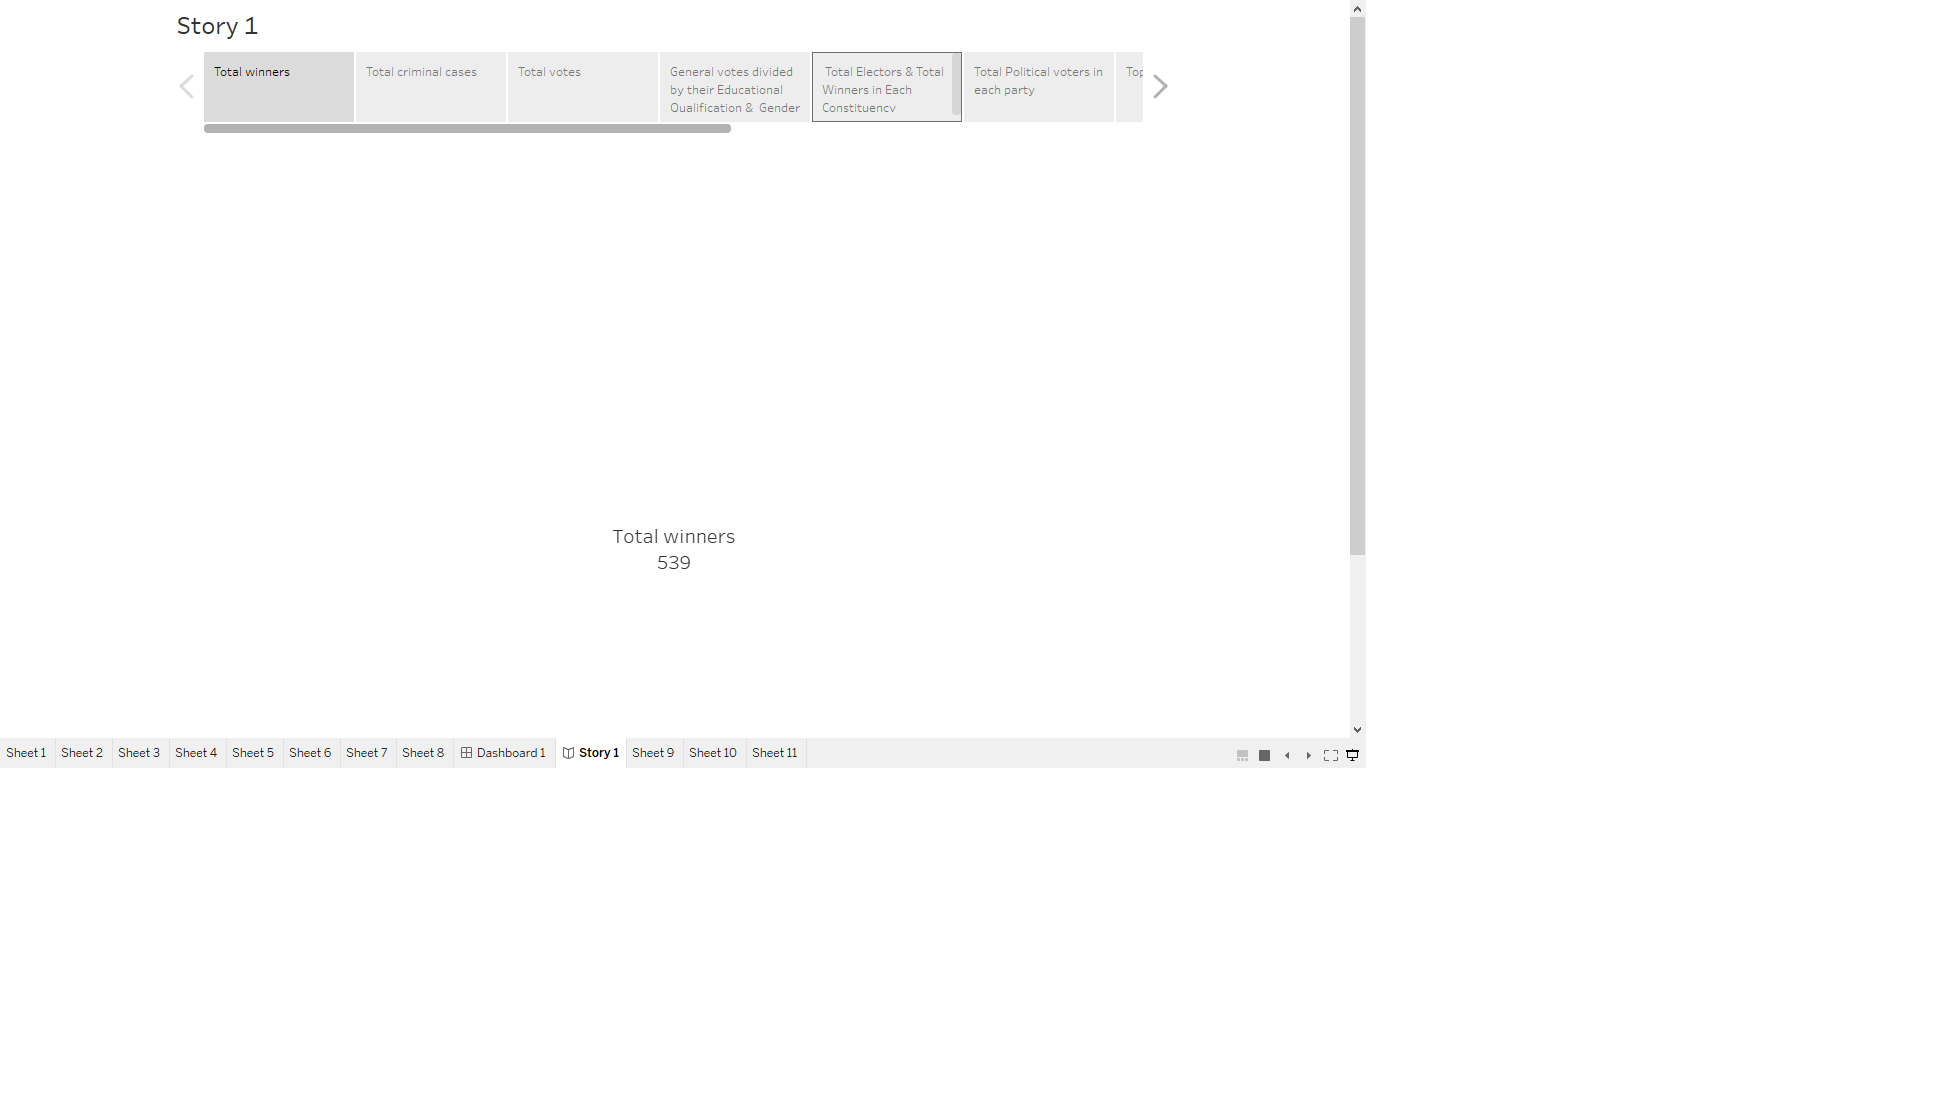 Story 1
Total winners
Total criminal cases
Total votes
General votes divided
by their Educational
Qualification & Gender
Total Electors & Total
Winners in Each
Constituency
Total Political voters in
each party
Top
Total winners
539
Sheet 1
Sheet 2
Sheet 3
Sheet 4
Sheet 5
Sheet 6
Sheet 7
Sheet 8
Dashboard 1
Story 1
Sheet 9
Sheet 10
Sheet 11